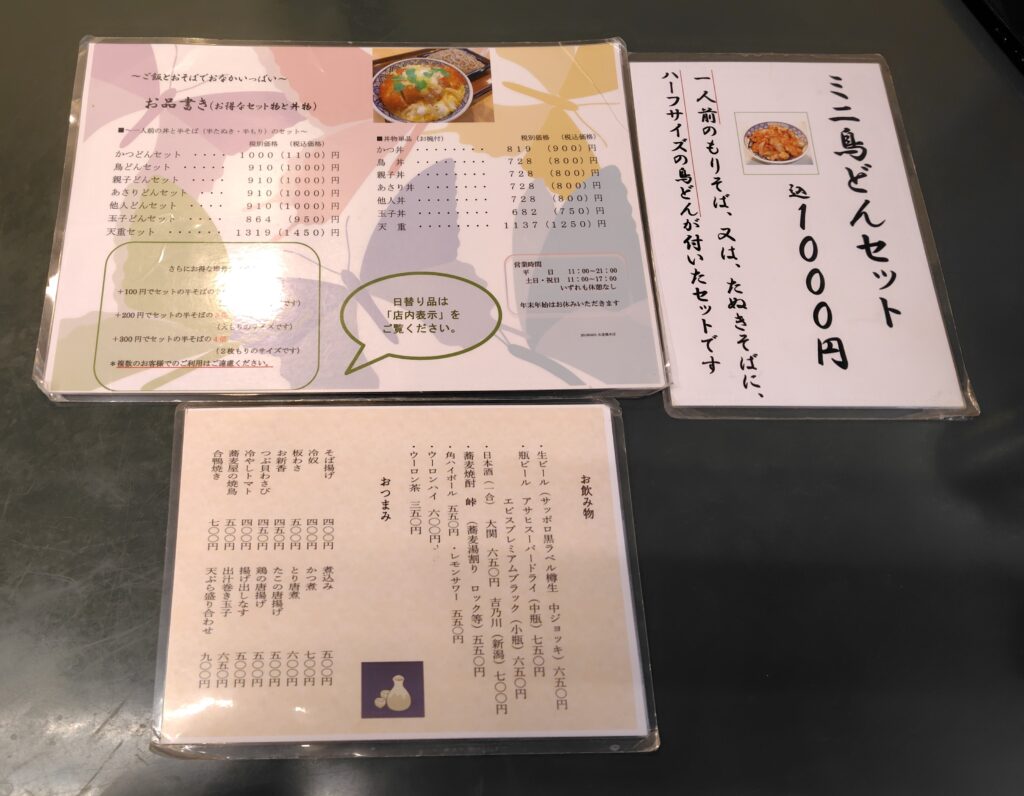 ～ご飯とおそばでおなかいっぱい～
お品書き(お得なセット物と丼物)
■～一人前の丼と半そば（半たぬき・半もり）のセット～
税別価格 (税込価格)
かつどんセット ・・・・ 1000(1100)円
鳥どんセット ・・・・・ 910(1000)円
親子どんセット ・・・・ 910(1000)円
あさりどんセット ・・・ 910(1000)円
他人どんセット ・・・・ 910(1000)円
玉子どんセット ・・・・ 864 (950)円
天重セット ・・・・・・ 1319(1450)円
さらにお得な増量
+100円でセットの半そばの
+200円でセットの半そばの
(大もりのサイズです)
+300円でセットの半そばの4倍
(2枚もりのサイズです)
*複数のお客様でのご利用はご遠慮ください。
■丼物単品（お椀付）
税別価格 (税込価格)
かつ丼 ・・・・・・・ 819 (900)円
鳥 丼 ・・・・・・・ 728 (800)円
親子丼 ・・・・・・・ 728 (800)円
あさり丼 ・・・・・・ 728 (800)円
他人丼 ・・・・・・・ 728 (800)円
玉子丼 ・・・・・・・ 682 (750)円
天 重 ・・・・・・・ 1137(1250)円
日替り品は
「店内表示」を
ご覧ください。
営業時間
平 日 11:00～21:00
土日・祝日 11:00～17:00
いずれも休憩なし
年末年始はお休みいただきます
ミニ鳥どんセット
込1000円
一人前のもりそば、又は、たぬきそばに、
ハーフサイズの鳥どんが付いたセットです
お飲み物
・生ビール（サッポロ黒ラベル樽生 中ジョッキ）六五〇円
・瓶ビール アサヒスーパードライ（中瓶）七五〇円
エビスプレミアムブラック（小瓶）六五〇円
・日本酒（一合） 大関 六五〇円 吉乃川（新潟）七〇〇円
・蕎麦焼酎 峠 （蕎麦湯割り ロック等）五五〇円
・角ハイボール 五五〇円 ・レモンサワー 五五〇円
・ウーロンハイ 六〇〇円
・ウーロン茶 三五〇円
おつまみ
そば揚げ 四〇〇円 煮込み 五〇〇円
冷奴 四〇〇円 かつ煮 七〇〇円
板わさ 五〇〇円 とり唐煮 六〇〇円
お新香 四五〇円 たこの唐揚げ 五五〇円
つぶ貝わさび 四五〇円 鶏の唐揚げ 五五〇円
冷やしトマト 四〇〇円 揚げ出しなす 五五〇円
蕎麦屋の焼鳥 五〇〇円 出汁巻き玉子 六五〇円
合鴨焼き 七〇〇円 天ぷら盛り合わせ 九〇〇円